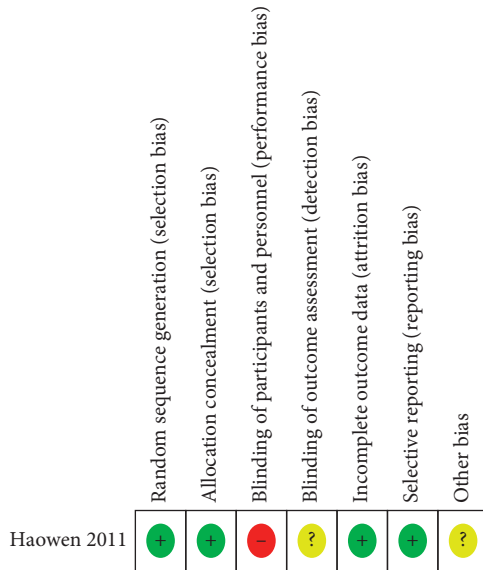 Random sequence generation (selection bias)
Allocation concealment (selection bias)
Blinding of participants and personnel (performance bias)
Blinding of outcome assessment (detection bias)
Incomplete outcome data (attrition bias)
Selective reporting (reporting bias)
Other bias
Haowen 2011
+
+
–
?
+
+
?